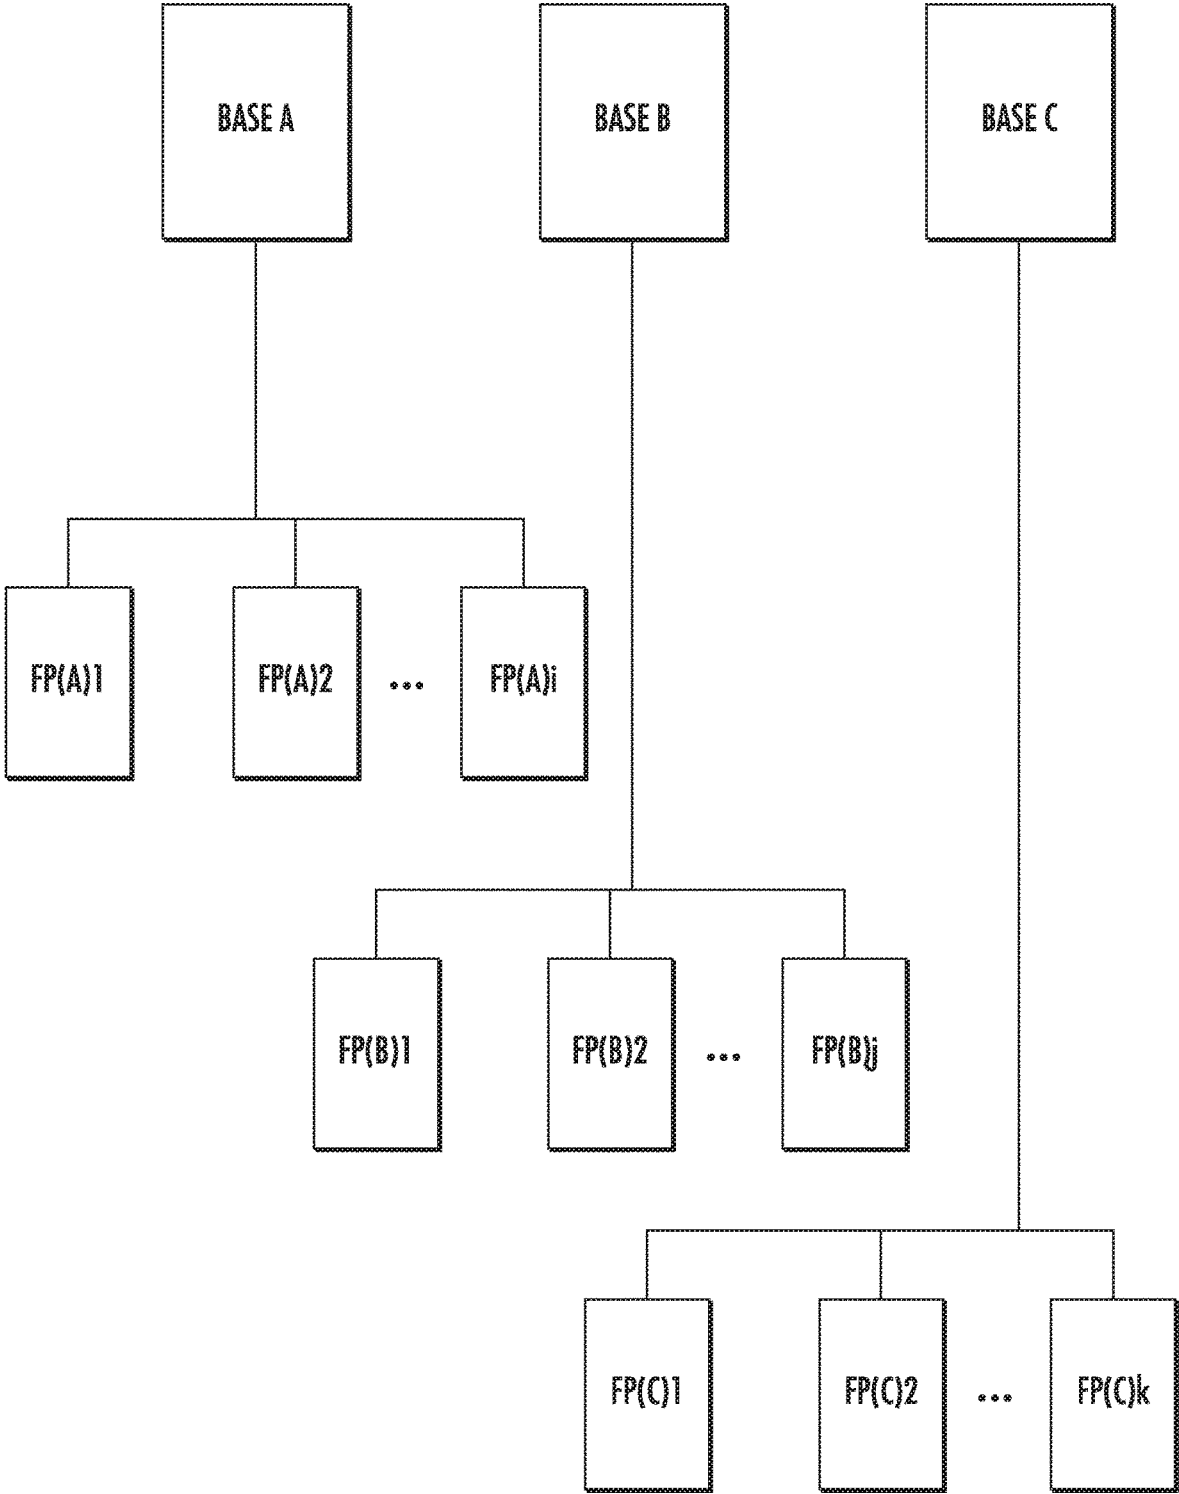 BASE A
BASE B
BASE C
FP(A)1
FP(A)2
...
FP(A)i
FP(B)1
FP(B)2
...
FP(B)j
FP(C)1
FP(C)2
...
FP(C)k